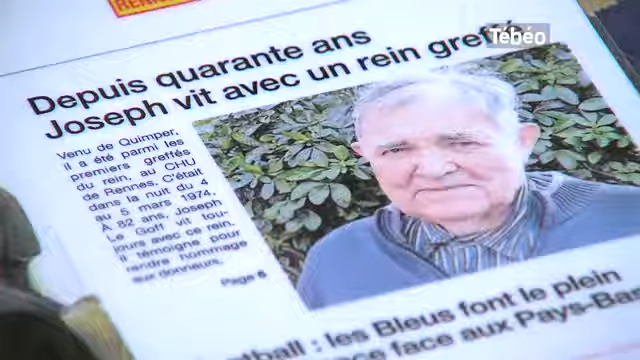 RENNES
Tébéo
Depuis quarante ans
Joseph vit avec un rein greffé
Venu de Quimper,
il a été parmi les
premiers greffés
du rein, au CHU
de Rennes. C'était
dans la nuit du 4
au 5 mars 1974.
À 82 ans, Joseph
Le Goff vit tou-
jours avec ce rein.
Il témoigne pour
rendre hommage
aux donneurs.
Page 6
: les Bleus font le plein
face aux Pays-Bas